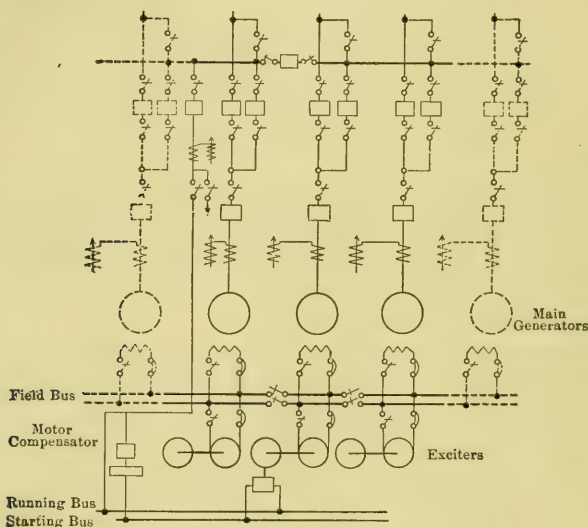 Main
Generators
Field Bus
Motor
Compensator
Exciters
Running Bus
Starting Bus